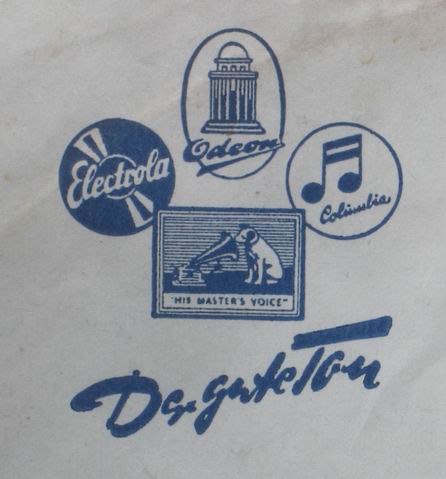 Odeon
Electrola
Columbia
"HIS MASTER'S VOICE"
Der gute Ton